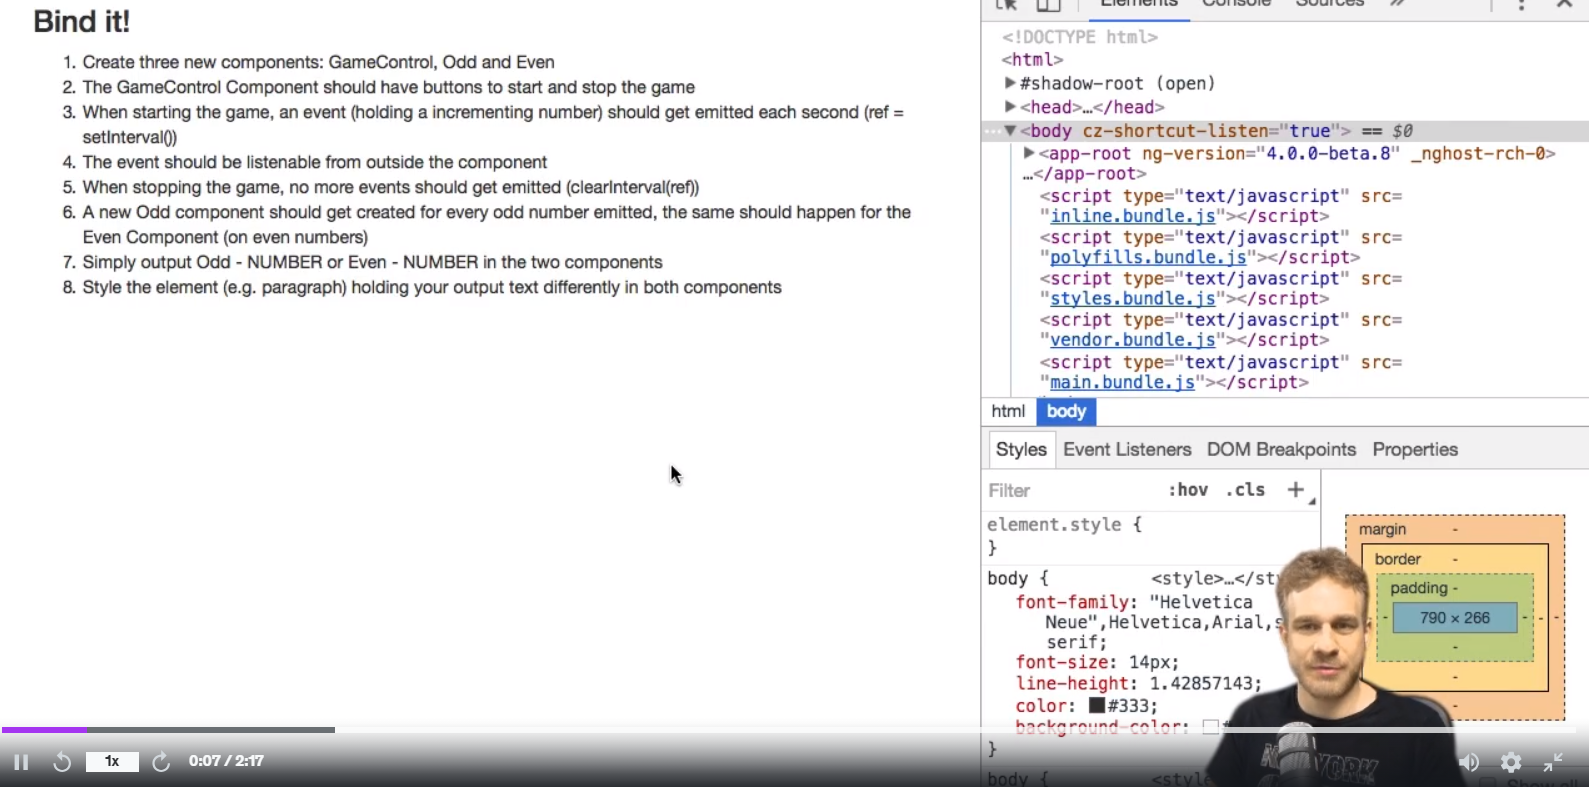 Bind it!
1. Create three new components: GameControl, Odd and Even
2. The GameControl Component should have buttons to start and stop the game
3. When starting the game, an event (holding a incrementing number) should get emitted each second (ref =
setInterval())
4. The event should be listenable from outside the component
5. When stopping the game, no more events should get emitted (clearInterval(ref))
6. A new Odd component should get created for every odd number emitted, the same should happen for the
Even Component (on even numbers)
7. Simply output Odd - NUMBER or Even - NUMBER in the two components
8. Style the element (e.g. paragraph) holding your output text differently in both components
Elements Console Sources »
<!DOCTYPE html>
<html>
▶#shadow-root (open)
▶<head>…</head>
…▼<body cz-shortcut-listen="true"> == $0
▶<app-root ng-version="4.0.0-beta.8" _nghost-rch-0>
…</app-root>
<script type="text/javascript" src=
"inline.bundle.js"></script>
<script type="text/javascript" src=
"polyfills.bundle.js"></script>
<script type="text/javascript" src=
"styles.bundle.js"></script>
<script type="text/javascript" src=
"vendor.bundle.js"></script>
<script type="text/javascript" src=
"main.bundle.js"></script>
html body
Styles Event Listeners DOM Breakpoints Properties
Filter :hov .cls +
element.style {
}
body { <style>…</sty
font-family: "Helvetica
Neue",Helvetica,Arial,s
serif;
font-size: 14px;
line-height: 1.42857143;
color: #333;
background-color: #
}
body { <style
margin -
border -
padding -
- 790 × 266 - - -
-
-
-
1x 0:07 / 2:17